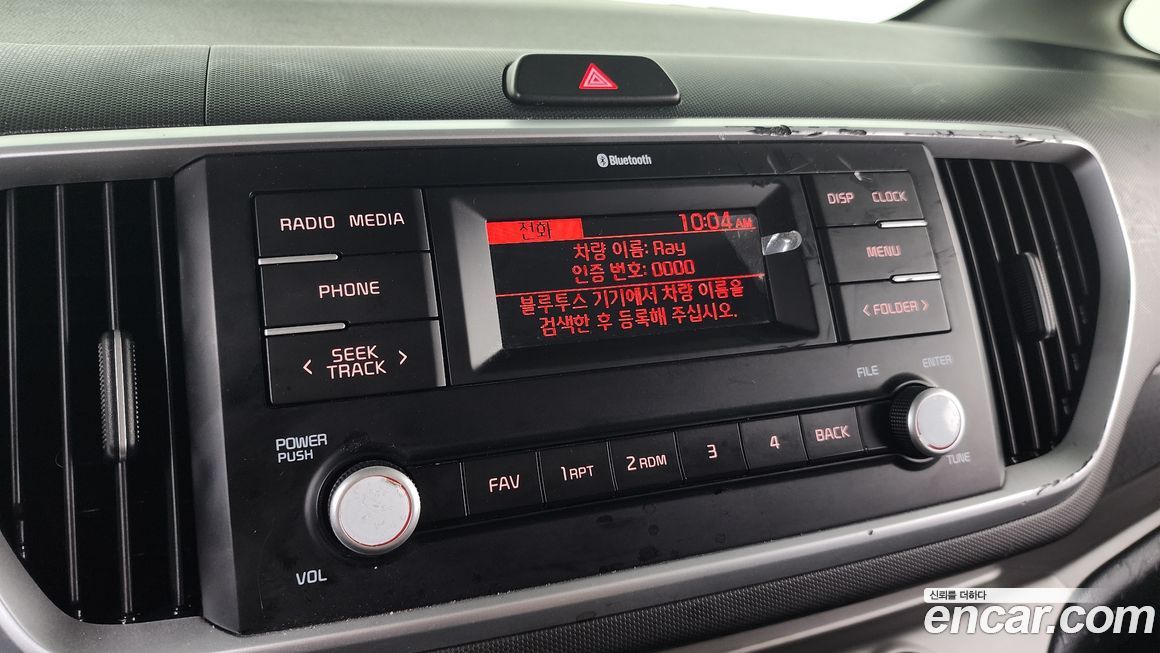 Bluetooth
RADIO MEDIA
DISP CLOCK
전화 10:04 AM
차량 이름: Ray
인증 번호: 0000
블루투스 기기에서 차량 이름을
검색한 후 등록해 주십시오.
PHONE
MENU
< SEEK TRACK >
< FOLDER >
FILE
ENTER
POWER
PUSH
FAV
1 RPT
2 RDM
3
4
BACK
TUNE
VOL
신뢰를 더하다
encar.com